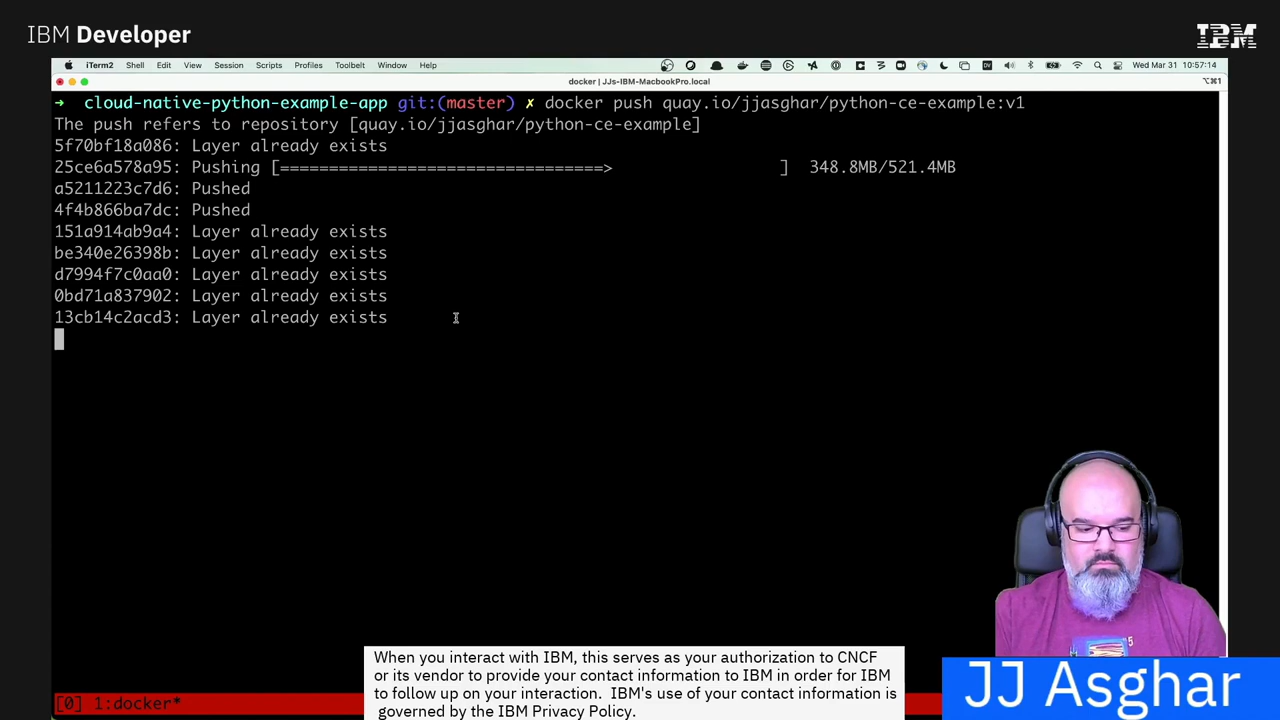 IBM Developer
IBM
iTerm2 Shell Edit View Session Scripts Profiles Toolbelt Window Help Wed Mar 31 10:57:14
docker | JJs-IBM-MacbookPro.local ⌥⌘1
➜ cloud-native-python-example-app git:(master) ✗ docker push quay.io/jjasghar/python-ce-example:v1
The push refers to repository [quay.io/jjasghar/python-ce-example]
5f70bf18a086: Layer already exists
25ce6a578a95: Pushing [=================================> ] 348.8MB/521.4MB
a5211223c7d6: Pushed
4f4b866ba7dc: Pushed
151a914ab9a4: Layer already exists
be340e26398b: Layer already exists
d7994f7c0aa0: Layer already exists
0bd71a837902: Layer already exists
13cb14c2acd3: Layer already exists
[0] 1:docker*
When you interact with IBM, this serves as your authorization to CNCF
or its vendor to provide your contact information to IBM in order for IBM
to follow up on your interaction. IBM's use of your contact information is
governed by the IBM Privacy Policy.
JJ Asghar